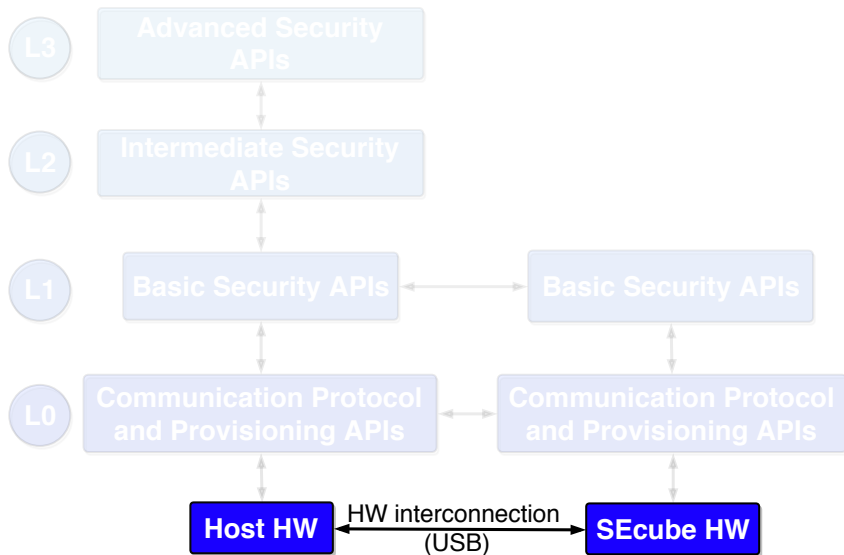 L3
Advanced Security
APIs
L2
Intermediate Security
APIs
L1
Basic Security APIs
Basic Security APIs
L0
Communication Protocol
and Provisioning APIs
Communication Protocol
and Provisioning APIs
Host HW
HW interconnection
(USB)
SEcube HW